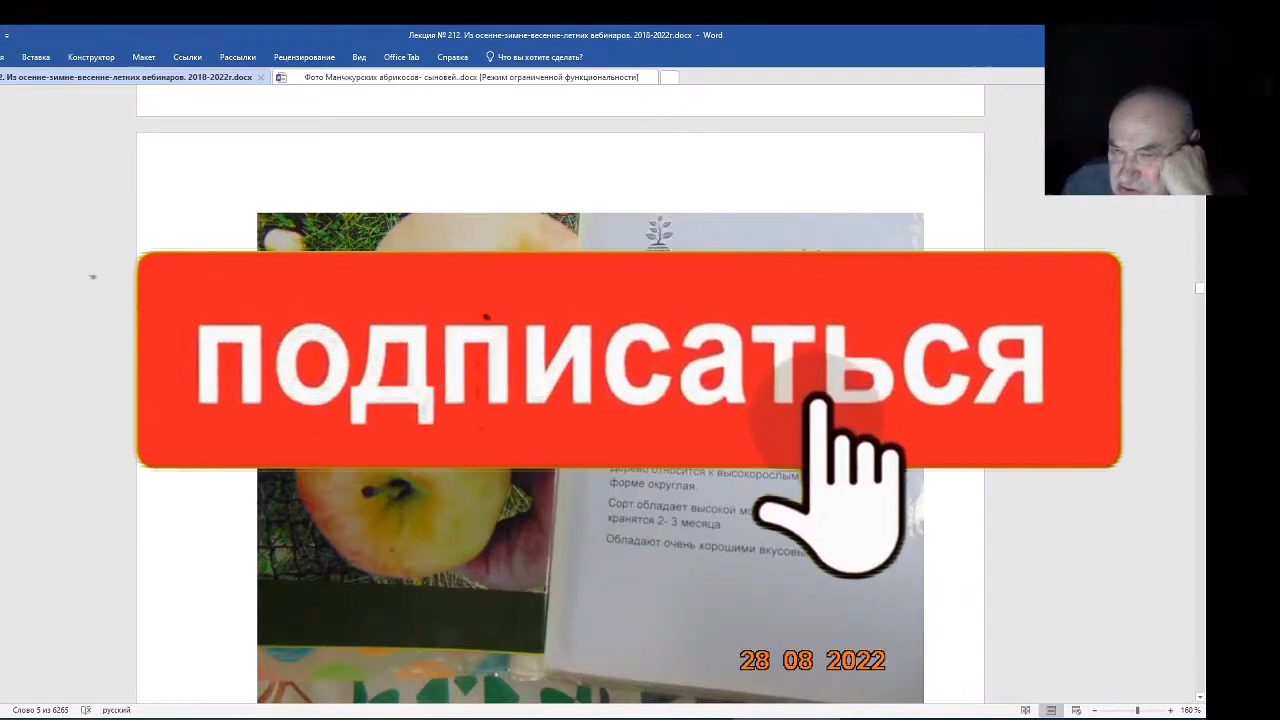 Лекция № 212. Из осенне-зимне-весенне-летних вебинаров. 2018-2022г.docx - Word
Вставка Конструктор Макет Ссылки Рассылки Рецензирование Вид Office Tab Справка Что вы хотите сделать?
2. Из осенне-зимне-весенне-летних вебинаров. 2018-2022г.docx Фото Манчжурских абрикосов- сыновей..docx [Режим ограниченной функциональности]
подписаться
Дерево относится к высокорослым
форме округлая.
Сорт обладает высокой
хранятся 2- 3 месяца
Обладают очень хорошими
28 08 2022
Слово 5 из 6265 русский 160 %